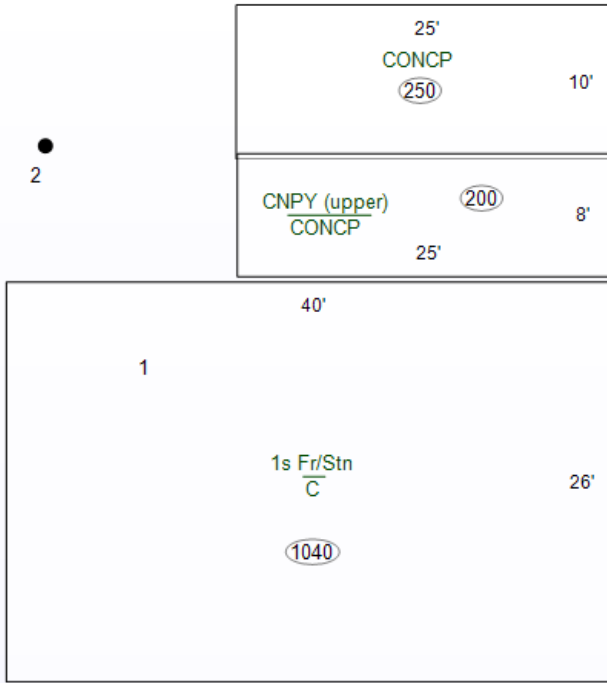 25'
CONCP
250
10'
2
CNPY (upper)
CONCP
200
8'
25'
40'
1
1s Fr/Stn
C
26'
1040